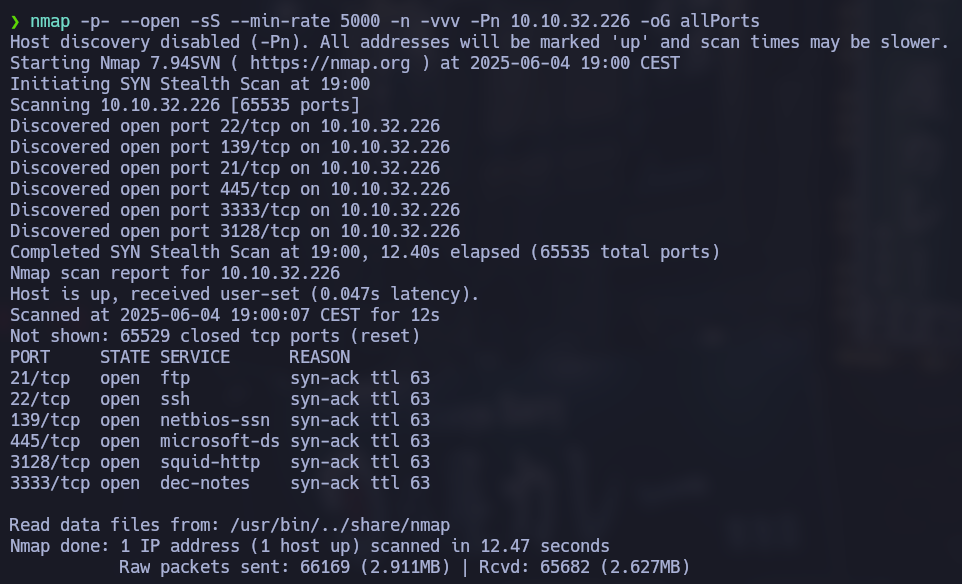 ❯ nmap -p- --open -sS --min-rate 5000 -n -vvv -Pn 10.10.32.226 -oG allPorts
Host discovery disabled (-Pn). All addresses will be marked 'up' and scan times may be slower.
Starting Nmap 7.94SVN ( https://nmap.org ) at 2025-06-04 19:00 CEST
Initiating SYN Stealth Scan at 19:00
Scanning 10.10.32.226 [65535 ports]
Discovered open port 22/tcp on 10.10.32.226
Discovered open port 139/tcp on 10.10.32.226
Discovered open port 21/tcp on 10.10.32.226
Discovered open port 445/tcp on 10.10.32.226
Discovered open port 3333/tcp on 10.10.32.226
Discovered open port 3128/tcp on 10.10.32.226
Completed SYN Stealth Scan at 19:00, 12.40s elapsed (65535 total ports)
Nmap scan report for 10.10.32.226
Host is up, received user-set (0.047s latency).
Scanned at 2025-06-04 19:00:07 CEST for 12s
Not shown: 65529 closed tcp ports (reset)
PORT     STATE SERVICE      REASON
21/tcp   open  ftp          syn-ack ttl 63
22/tcp   open  ssh          syn-ack ttl 63
139/tcp  open  netbios-ssn  syn-ack ttl 63
445/tcp  open  microsoft-ds syn-ack ttl 63
3128/tcp open  squid-http   syn-ack ttl 63
3333/tcp open  dec-notes    syn-ack ttl 63
Read data files from: /usr/bin/../share/nmap
Nmap done: 1 IP address (1 host up) scanned in 12.47 seconds
Raw packets sent: 66169 (2.911MB) | Rcvd: 65682 (2.627MB)